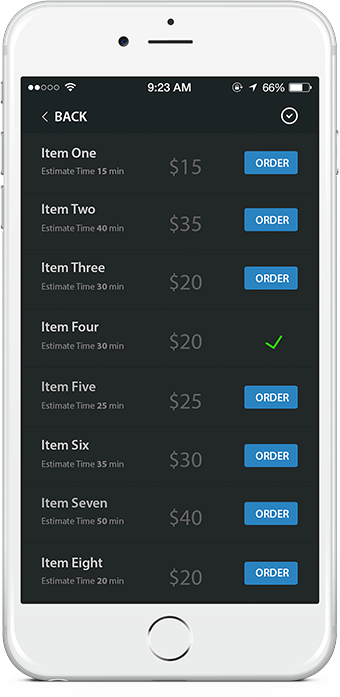 9:23 AM 66%
BACK
Item One
Estimate Time 15 min
$15
ORDER
Item Two
Estimate Time 40 min
$35
ORDER
Item Three
Estimate Time 30 min
$20
ORDER
Item Four
Estimate Time 30 min
$20
Item Five
Estimate Time 25 min
$25
ORDER
Item Six
Estimate Time 35 min
$30
ORDER
Item Seven
Estimate Time 50 min
$40
ORDER
Item Eight
Estimate Time 20 min
$20
ORDER